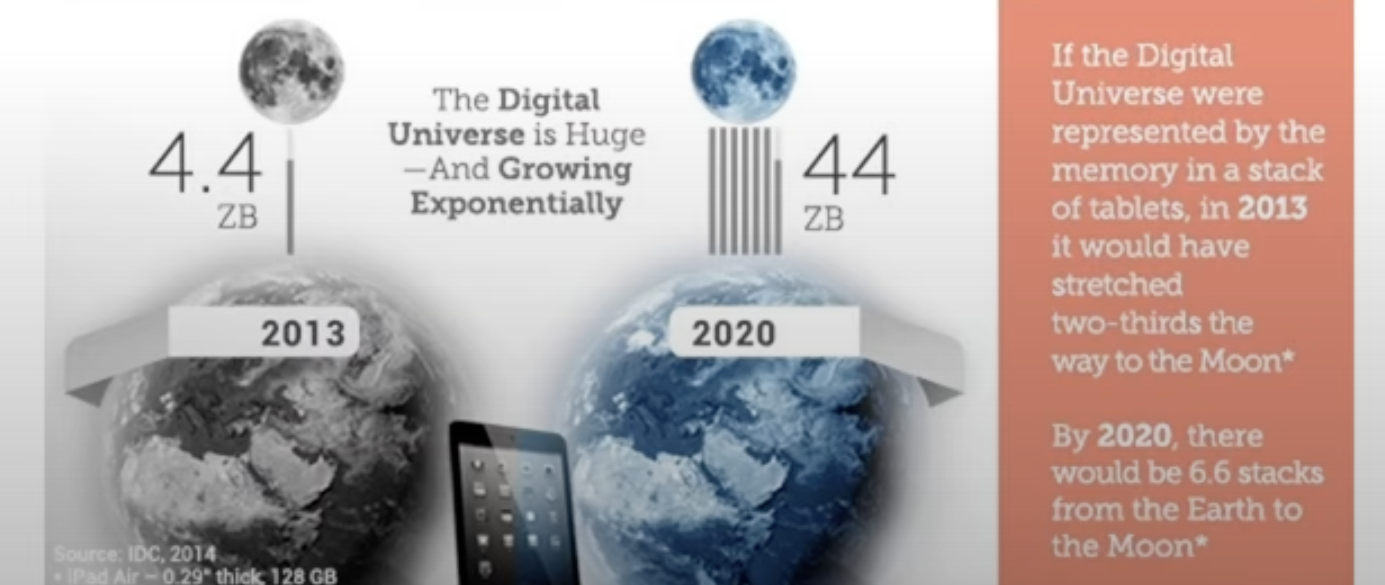 4.4
ZB
2013
The Digital
Universe is Huge
—And Growing
Exponentially
44
ZB
2020
If the Digital
Universe were
represented by the
memory in a stack
of tablets, in 2013
it would have
stretched
two-thirds the
way to the Moon*
By 2020, there
would be 6.6 stacks
from the Earth to
the Moon*
Source: IDC, 2014
• iPad Air – 0.29" thick, 128 GB